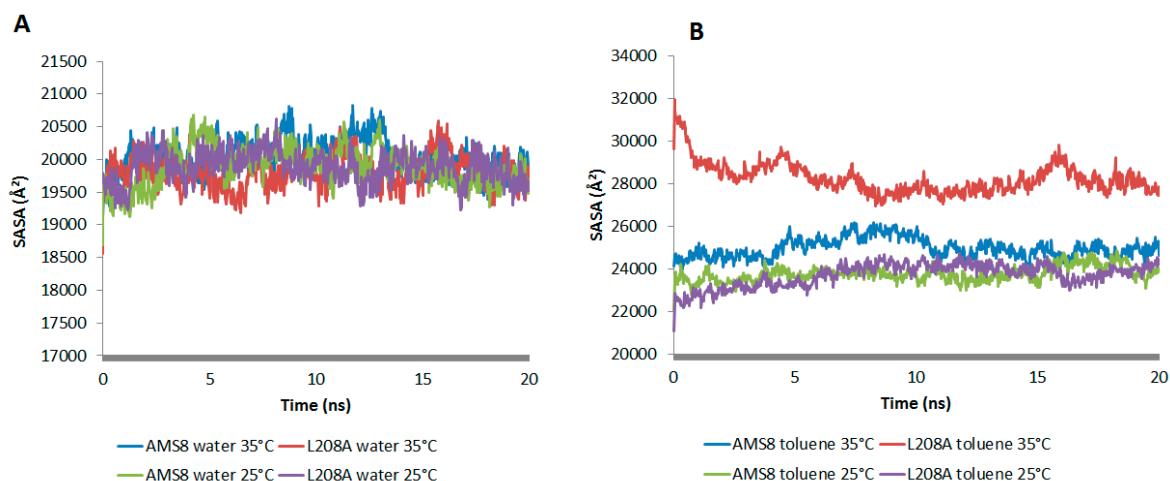 A
21500
21000
20500
20000
19500
19000
18500
18000
17500
17000
SASA (Å²)
0 5 10 15 20
Time (ns)
AMS8 water 35°C L208A water 35°C
AMS8 water 25°C L208A water 25°C
B
34000
32000
30000
28000
26000
24000
22000
20000
SASA (Å²)
0 5 10 15 20
Time (ns)
AMS8 toluene 35°C L208A toluene 35°C
AMS8 toluene 25°C L208A toluene 25°C